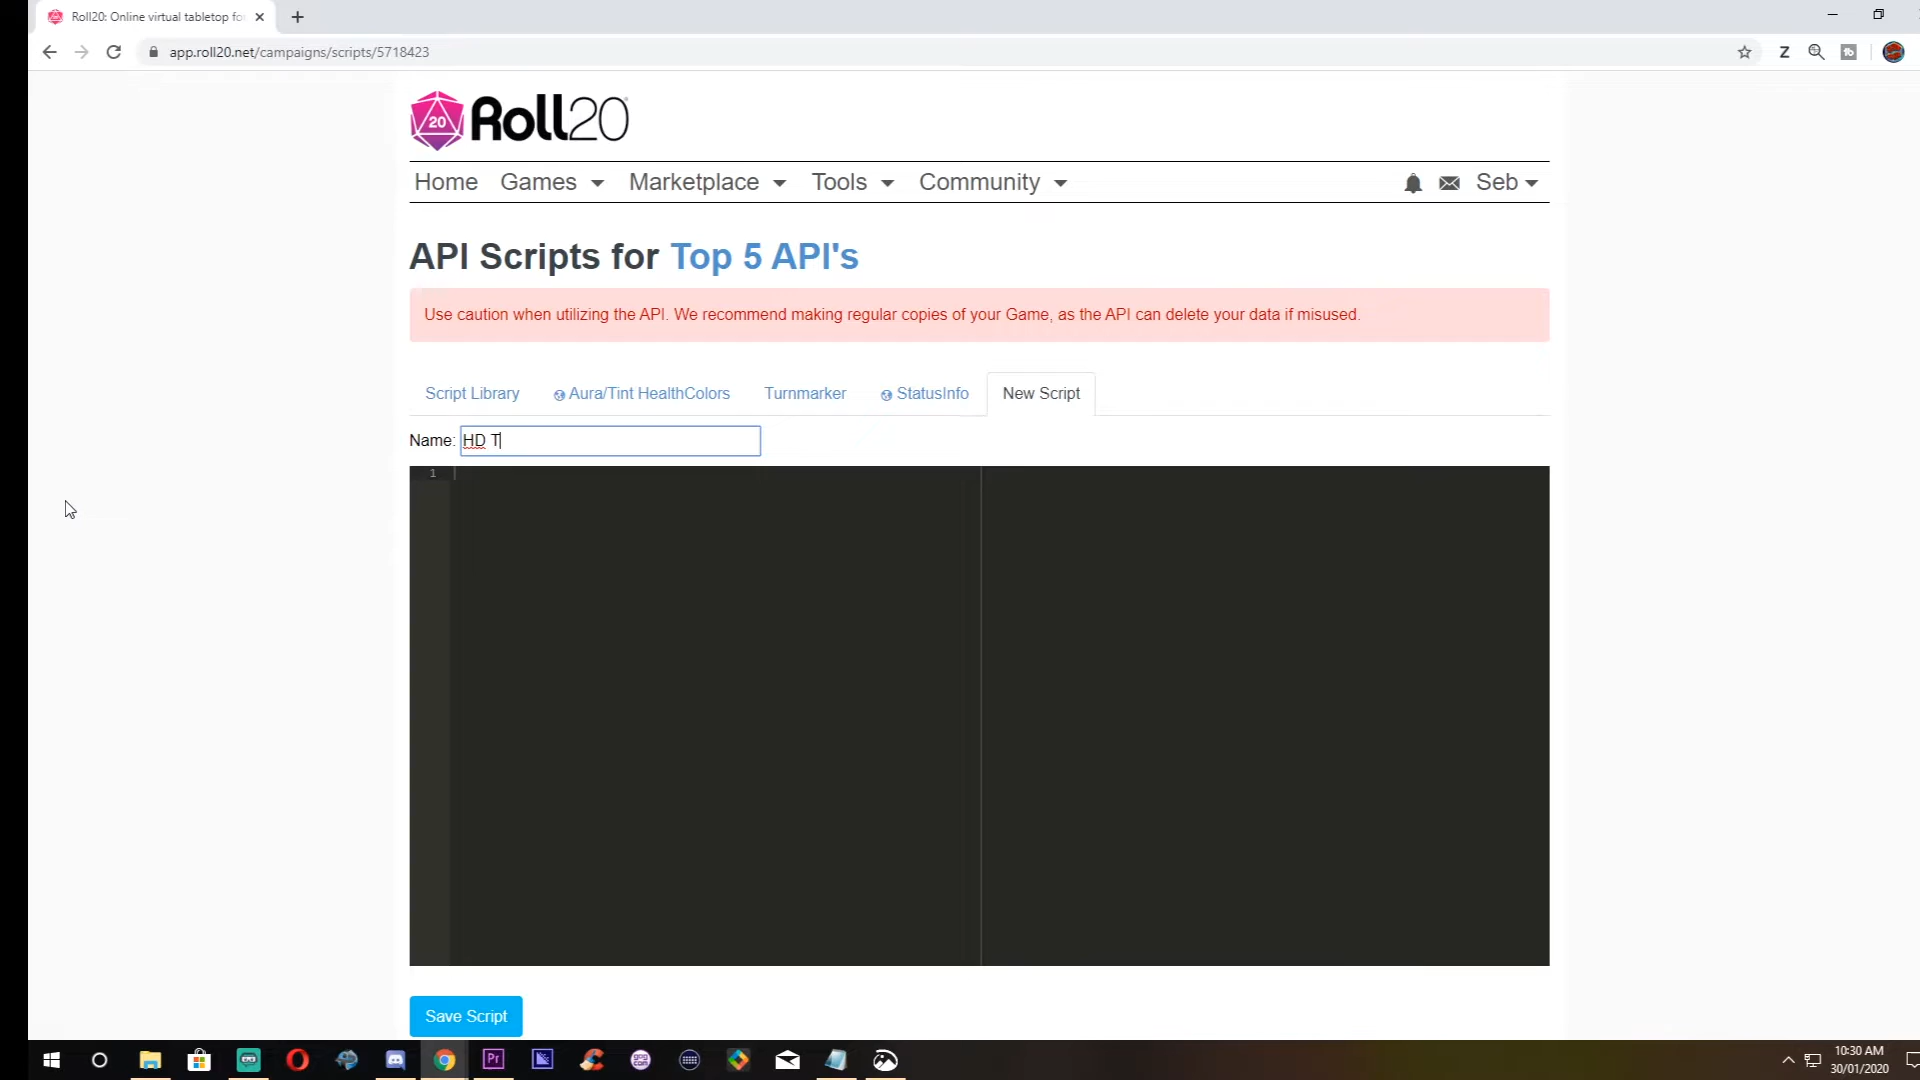 Roll20: Online virtual tabletop fo
app.roll20.net/campaigns/scripts/5718423
Z
20 Roll20
Home Games Marketplace Tools Community Seb
API Scripts for Top 5 API's
Use caution when utilizing the API. We recommend making regular copies of your Game, as the API can delete your data if misused.
Script Library Aura/Tint HealthColors Turnmarker StatusInfo New Script
Name: HD T
1
Save Script
Pr
10:30 AM
30/01/2020